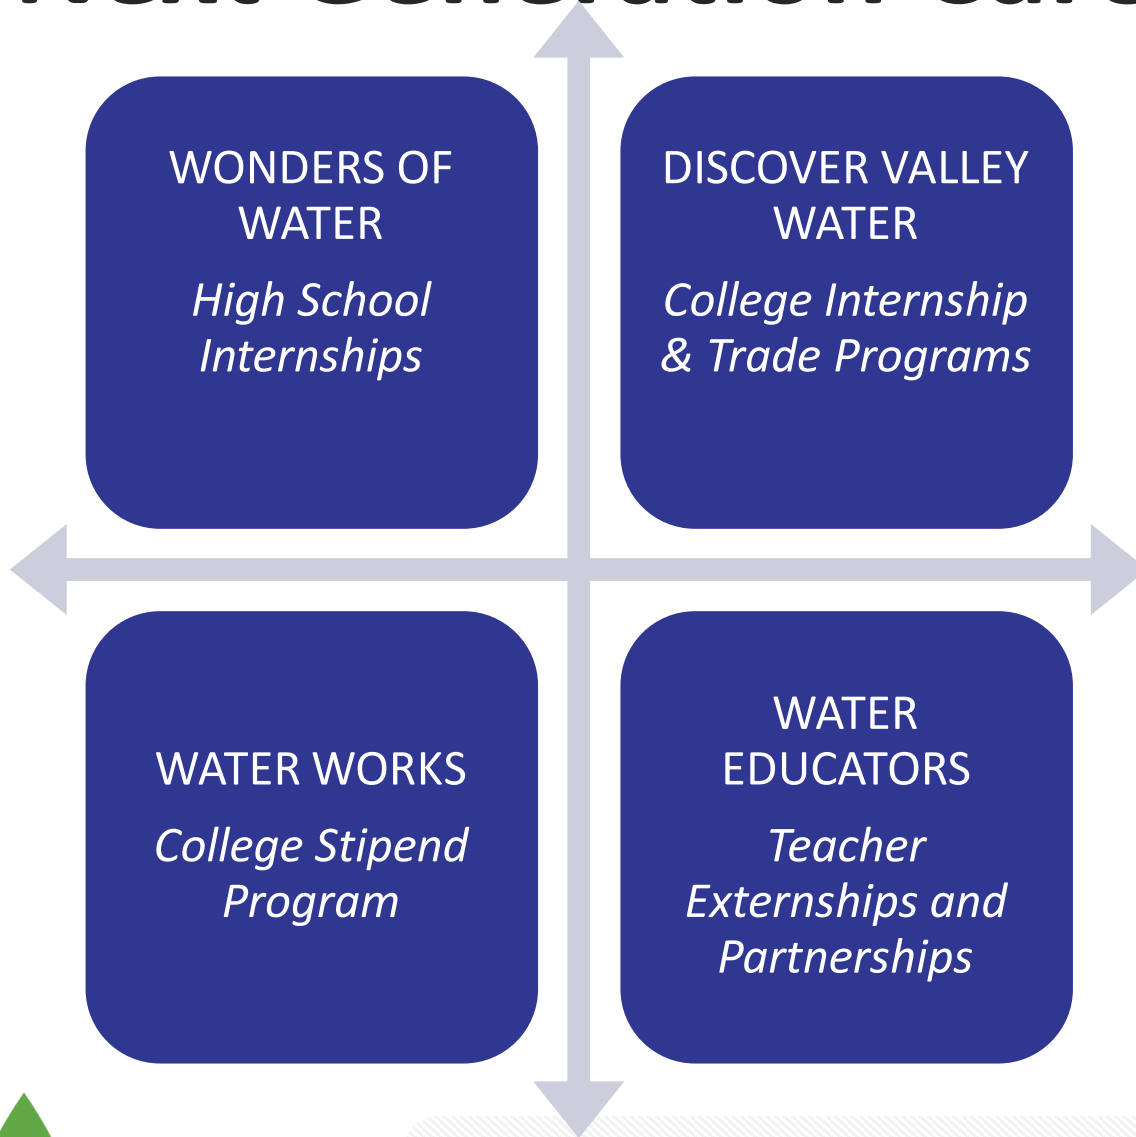 WONDERS OF
WATER
High School
Internships
DISCOVER VALLEY
WATER
College Internship
& Trade Programs
WATER WORKS
College Stipend
Program
WATER
EDUCATORS
Teacher
Externships and
Partnerships